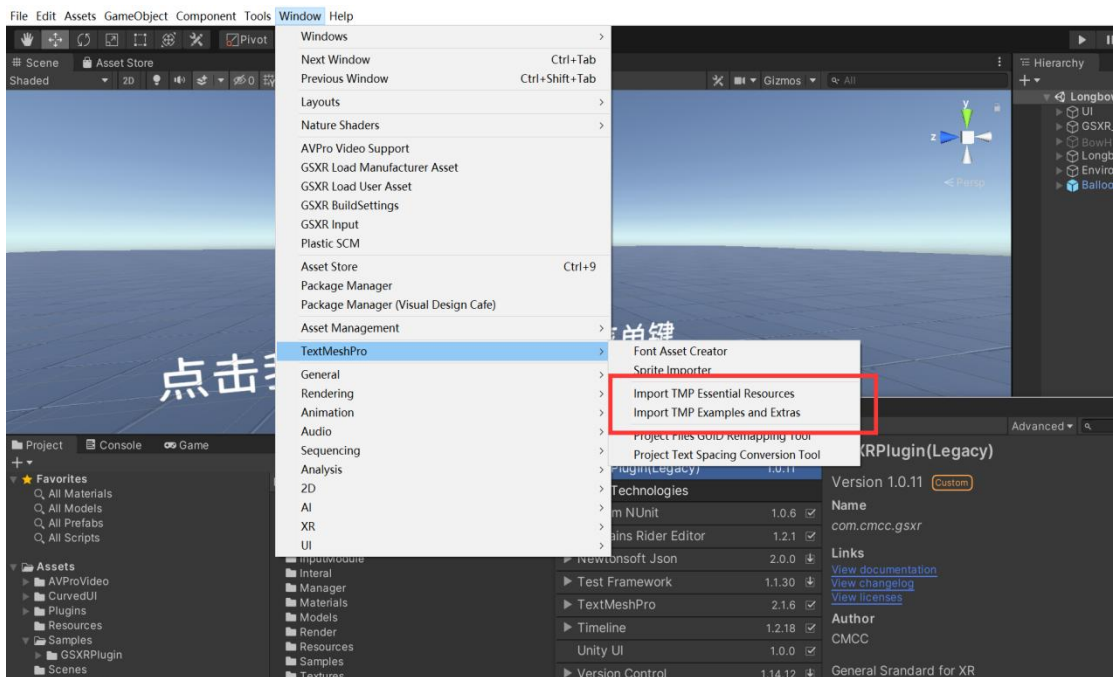 File Edit Assets GameObject Component Tools Window Help
Pivot
Scene
Asset Store
Shaded
2D
0
Gizmos
All
Hierarchy
UI
Windows
Next Window Ctrl+Tab
Previous Window Ctrl+Shift+Tab
Layouts
Nature Shaders
AVPro Video Support
GSXR Load Manufacturer Asset
GSXR Load User Asset
GSXR BuildSettings
GSXR Input
Plastic SCM
Asset Store Ctrl+9
Package Manager
Package Manager (Visual Design Cafe)
Asset Management
TextMeshPro
General
Rendering
Animation
Audio
Sequencing
Analysis
2D
AI
XR
UI
Font Asset Creator
Sprite Importer
Import TMP Essential Resources
Import TMP Examples and Extras
Project Files GUID Remapping Tool
Project Text Spacing Conversion Tool
y
z
Persp
点击
单键
Project
Console
Game
Favorites
All Materials
All Models
All Prefabs
All Scripts
Assets
AVProVideo
CurvedUI
Plugins
Resources
Samples
GSXRPlugin
Scenes
InputModule
Interal
Manager
Materials
Models
Render
Resources
Samples
Textures
Plugin(Legacy) 1.0.11
Technologies
NUnit 1.0.6
Rider Editor 1.2.1
Newtonsoft Json 2.0.0
Test Framework 1.1.30
TextMeshPro 2.1.6
Timeline 1.2.18
Unity UI 1.0.0
Version Control 1.14.12
Advanced
XRPlugin(Legacy)
Version 1.0.11 Custom
Name
com.cmcc.gsxr
Links
View documentation
View changelog
View licenses
Author
CMCC
General Srandard for XR